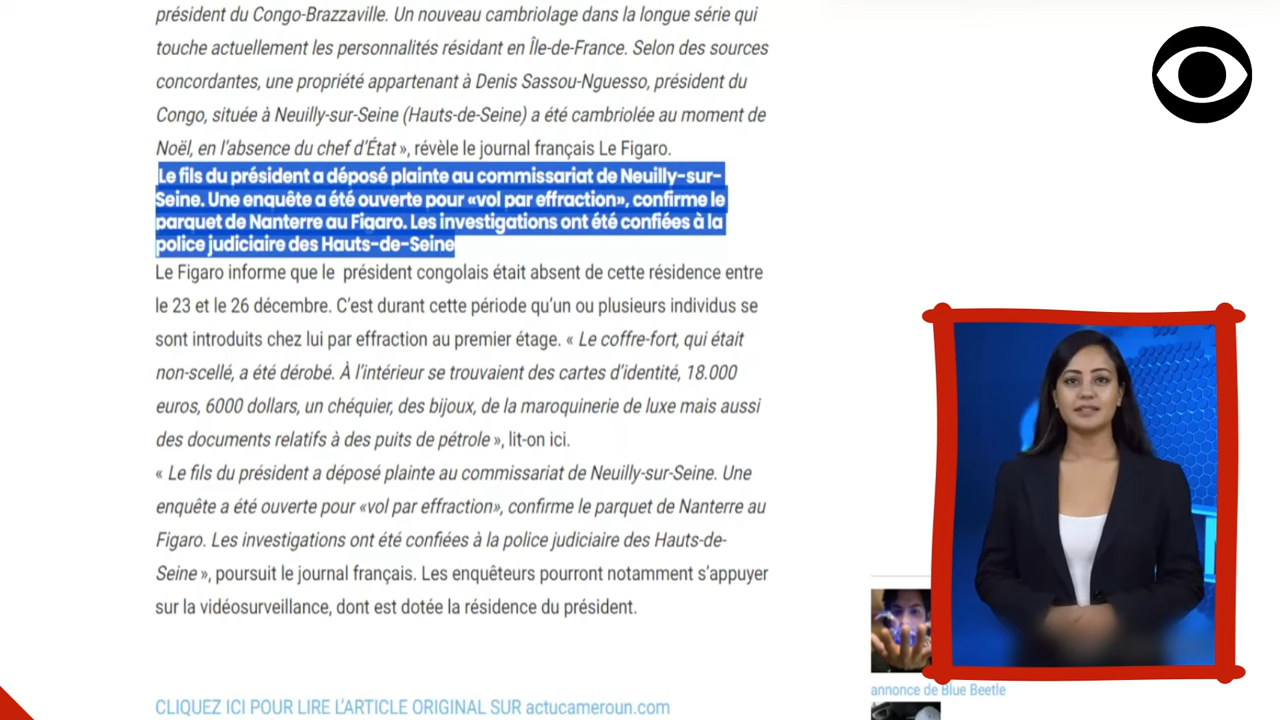 président du Congo-Brazzaville. Un nouveau cambriolage dans la longue série qui
touche actuellement les personnalités résidant en Île-de-France. Selon des sources
concordantes, une propriété appartenant à Denis Sassou-Nguesso, président du
Congo, située à Neuilly-sur-Seine (Hauts-de-Seine) a été cambriolée au moment de
Noël, en l’absence du chef d’État », révèle le journal français Le Figaro.
Le fils du président a déposé plainte au commissariat de Neuilly-sur-
Seine. Une enquête a été ouverte pour «vol par effraction», confirme le
parquet de Nanterre au Figaro. Les investigations ont été confiées à la
police judiciaire des Hauts-de-Seine
Le Figaro informe que le président congolais était absent de cette résidence entre
le 23 et le 26 décembre. C’est durant cette période qu’un ou plusieurs individus se
sont introduits chez lui par effraction au premier étage. « Le coffre-fort, qui était
non-scellé, a été dérobé. À l’intérieur se trouvaient des cartes d’identité, 18.000
euros, 6000 dollars, un chéquier, des bijoux, de la maroquinerie de luxe mais aussi
des documents relatifs à des puits de pétrole », lit-on ici.
« Le fils du président a déposé plainte au commissariat de Neuilly-sur-Seine. Une
enquête a été ouverte pour «vol par effraction», confirme le parquet de Nanterre au
Figaro. Les investigations ont été confiées à la police judiciaire des Hauts-de-
Seine », poursuit le journal français. Les enquêteurs pourront notamment s’appuyer
sur la vidéosurveillance, dont est dotée la résidence du président.
CLIQUEZ ICI POUR LIRE L’ARTICLE ORIGINAL SUR actucameroun.com
annonce de Blue Beetle